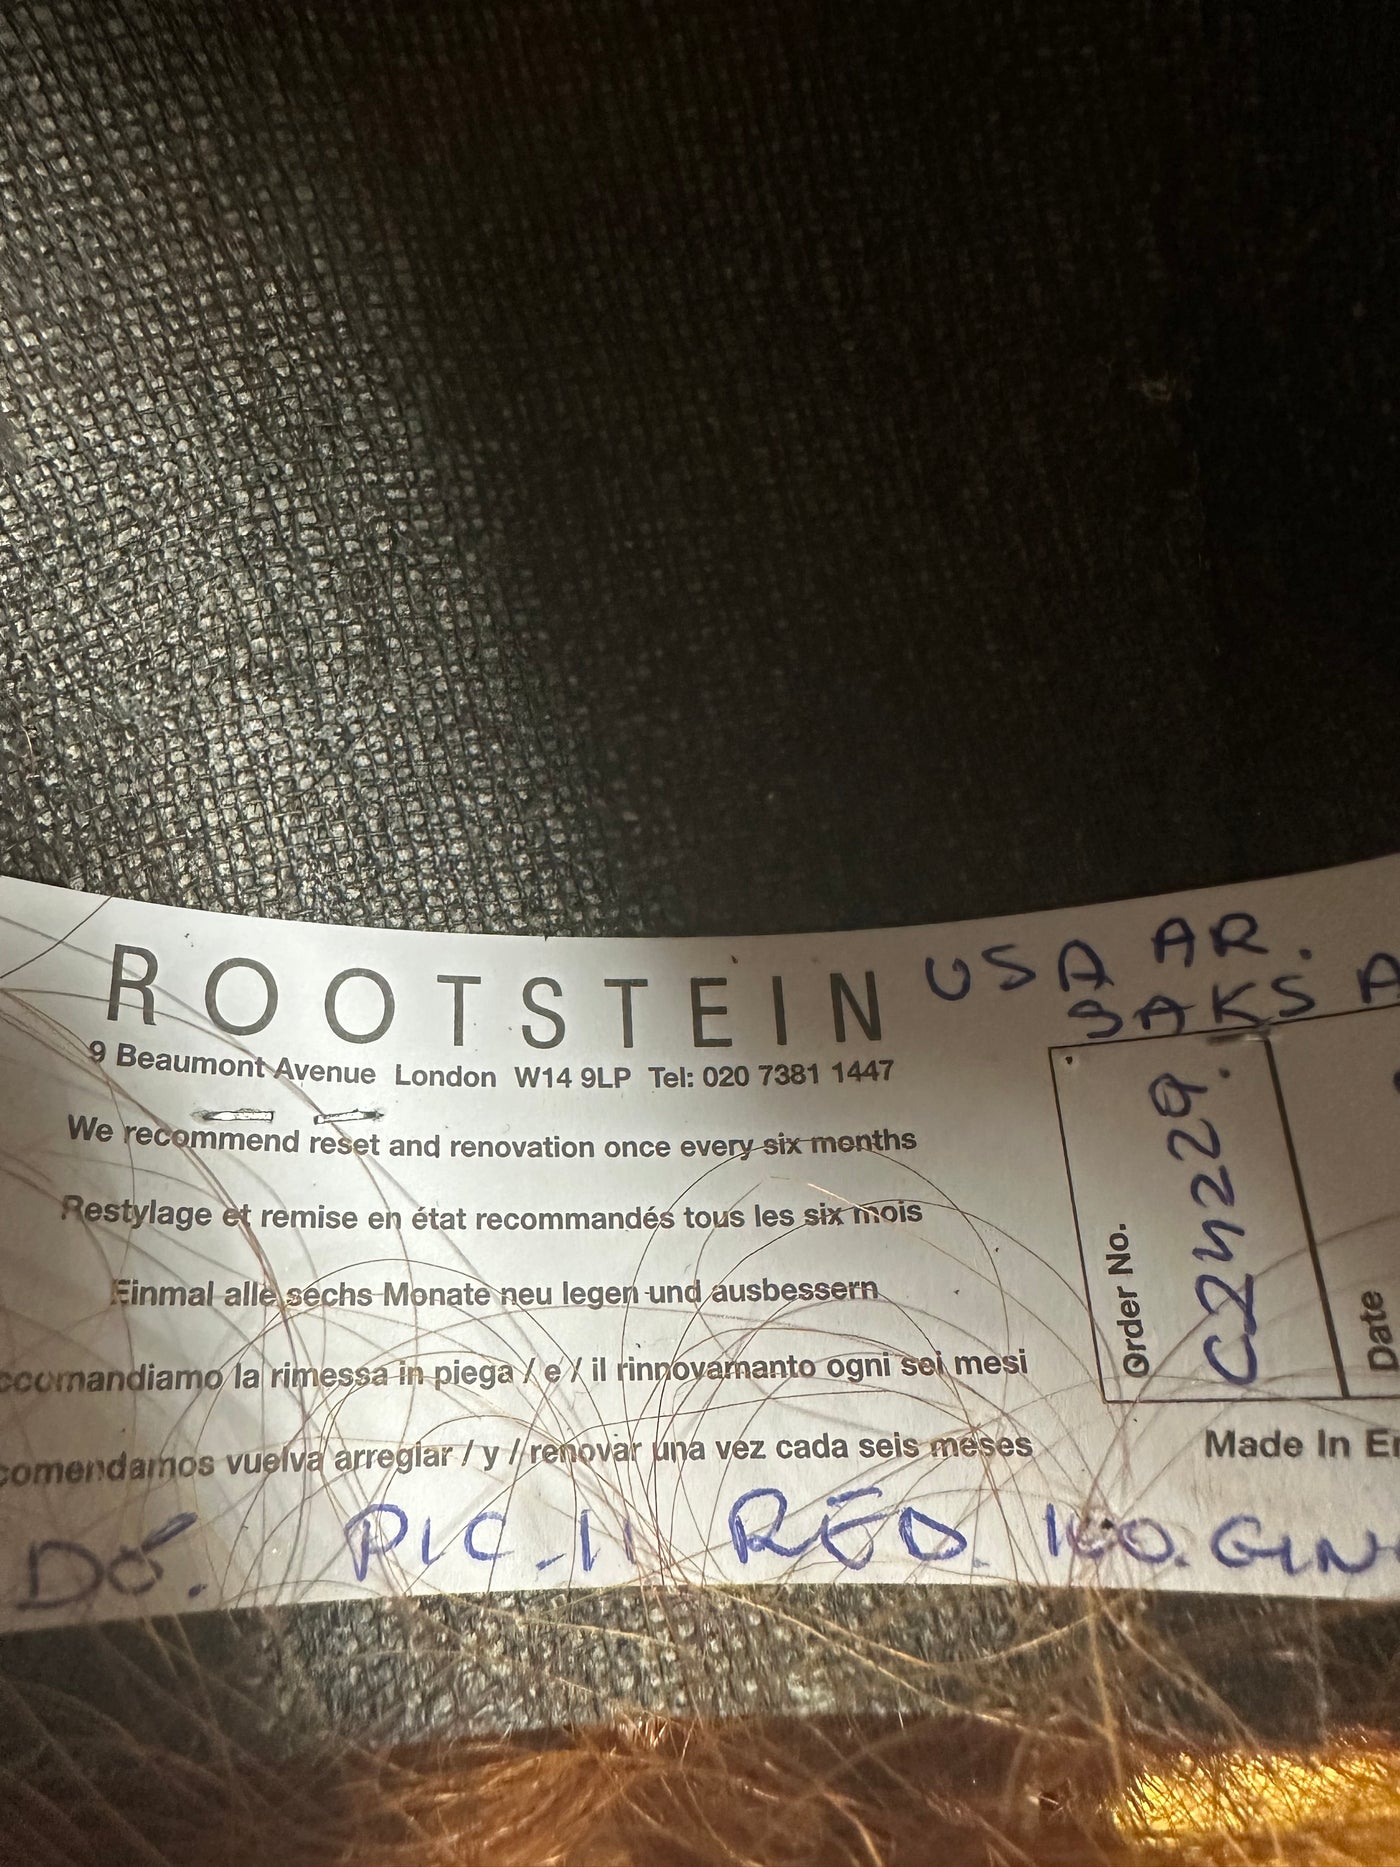 ROOTSTEIN
USA AR.
SAKS A
9 Beaumont Avenue London W14 9LP Tel: 020 7381 1447
We recommend reset and renovation once every six months
Restylage et remise en état recommandés tous les six mois
Einmal alle sechs Monate neu legen und ausbessern
ccomandiamo la rimessa in piega / e / il rinnovamanto ogni sei mesi
comendamos vuelva arreglar / y / renovar una vez cada seis meses
Order No.
Date
Made In En
DÓ. PIC.11 RED. 100. GIN